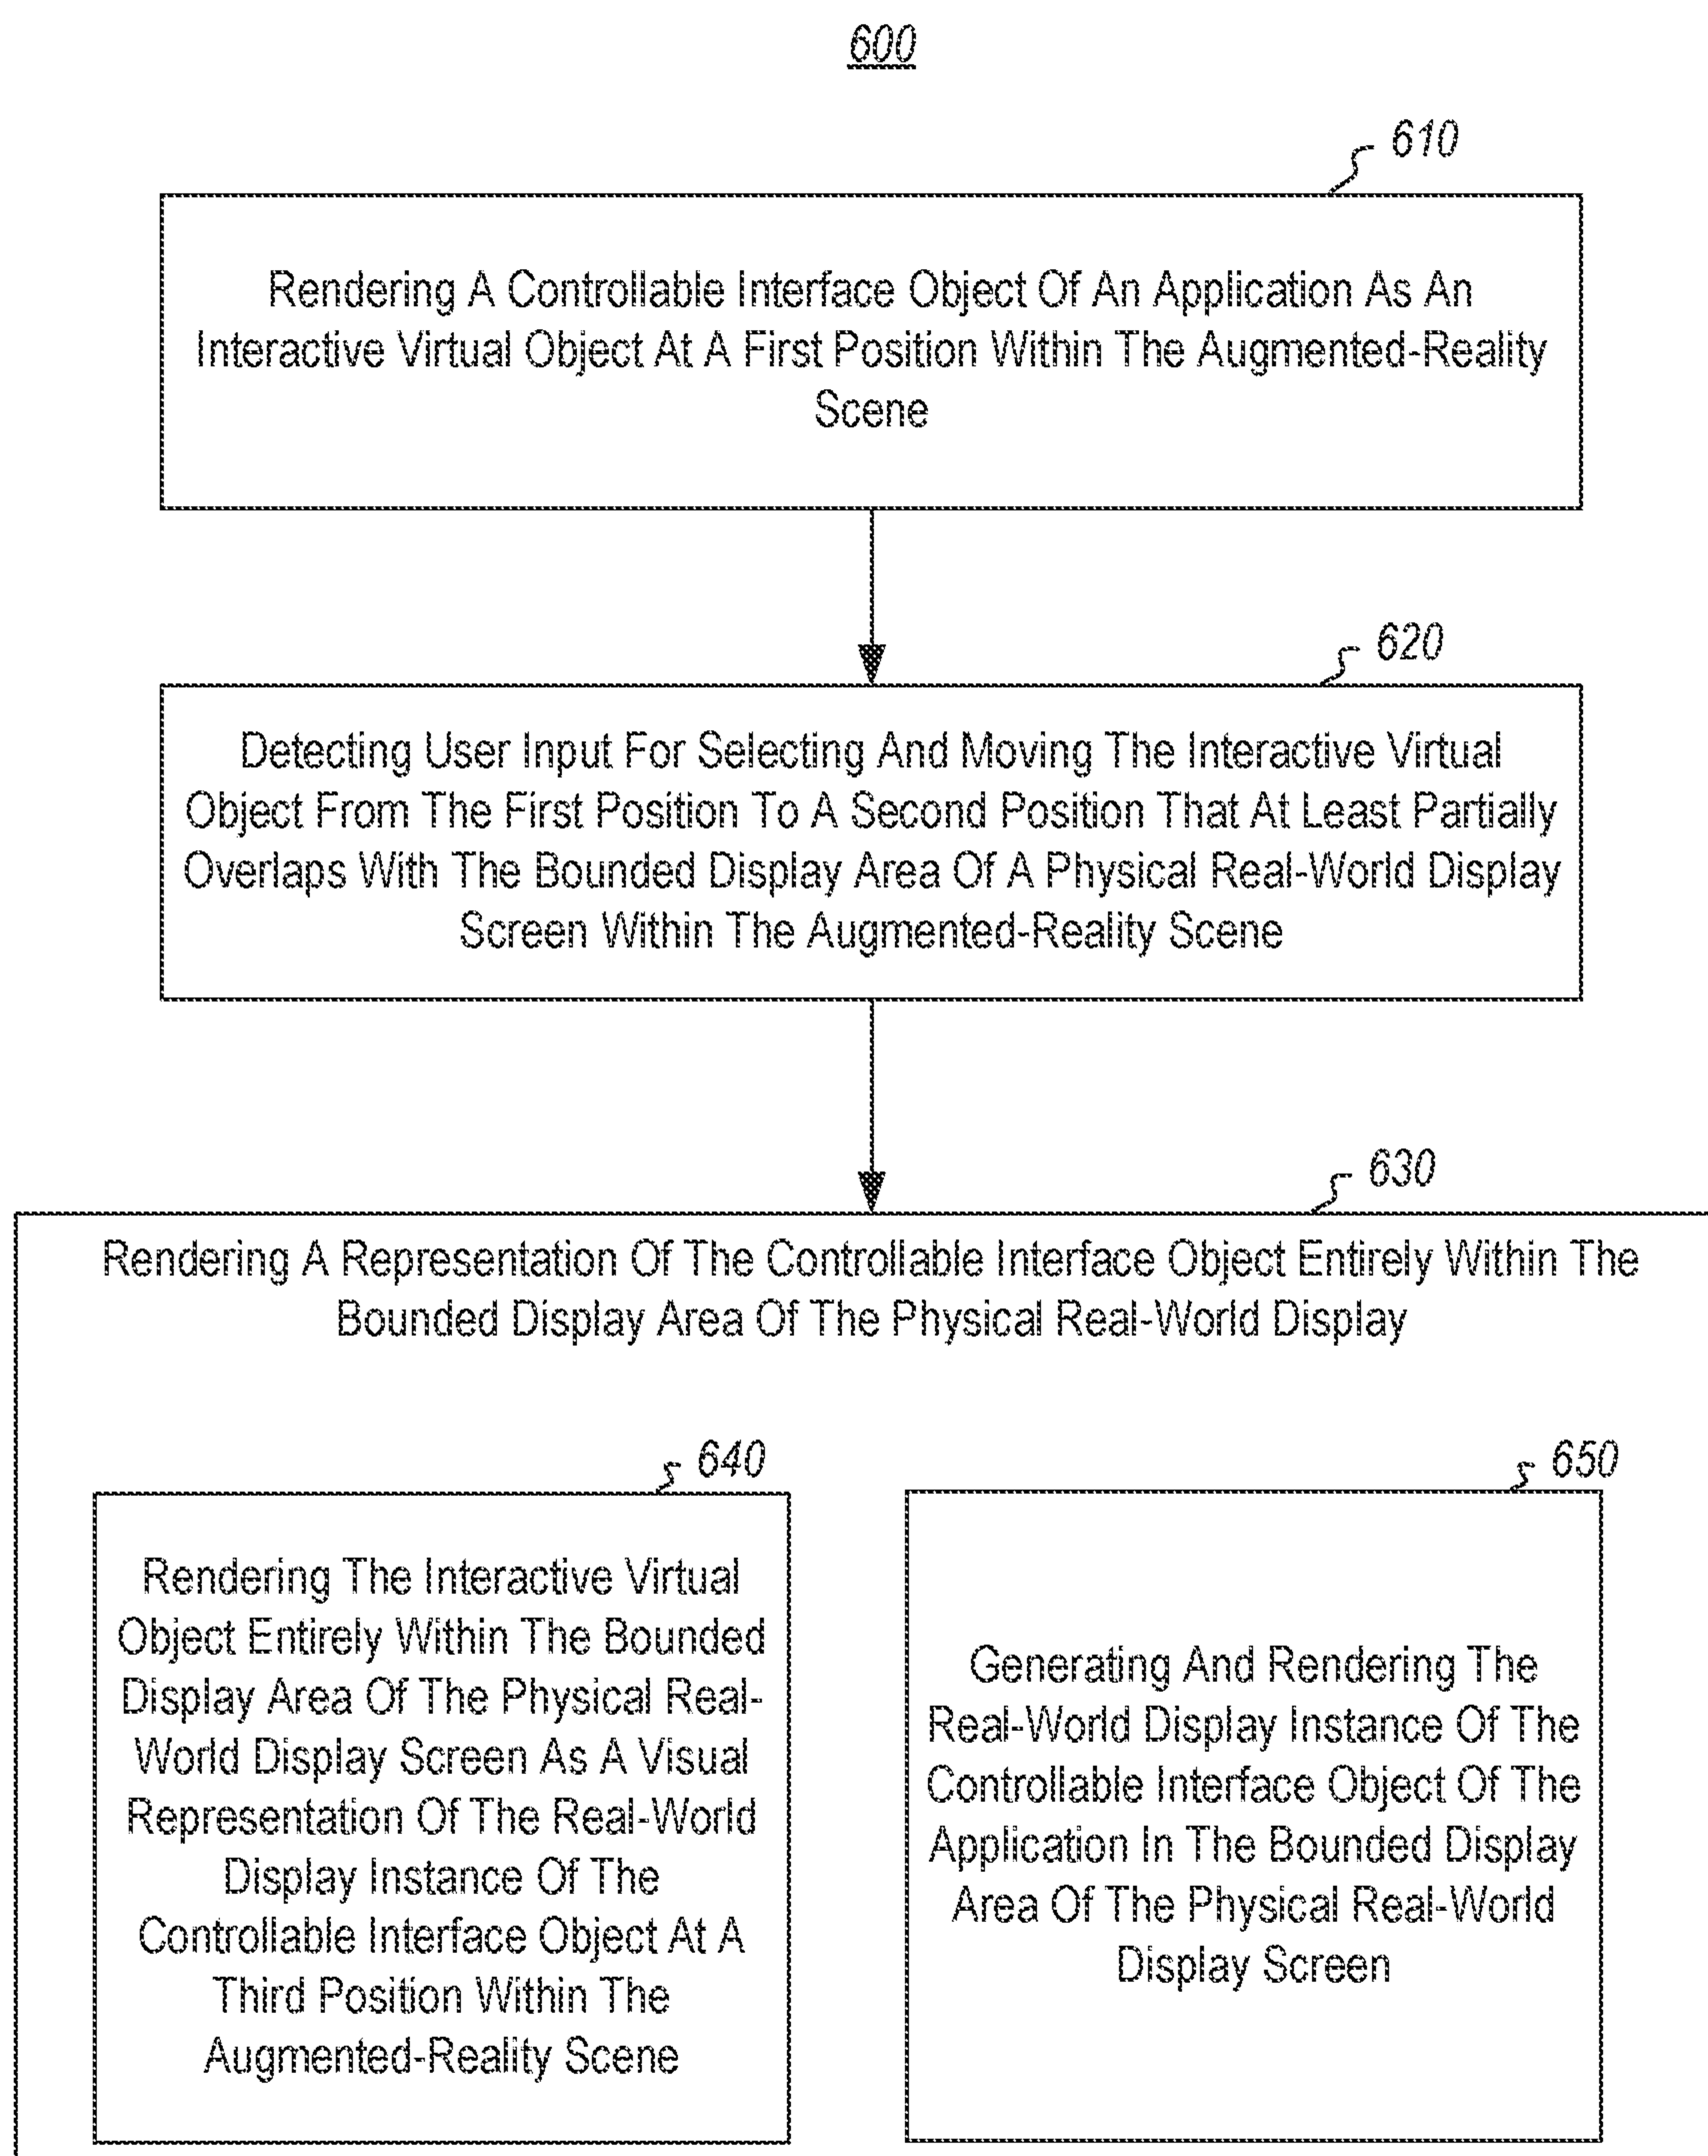 600
610
Rendering A Controllable Interface Object Of An Application As An
Interactive Virtual Object At A First Position Within The Augmented-Reality
Scene
620
Detecting User Input For Selecting And Moving The Interactive Virtual
Object From The First Position To A Second Position That At Least Partially
Overlaps With The Bounded Display Area Of A Physical Real-World Display
Screen Within The Augmented-Reality Scene
630
Rendering A Representation Of The Controllable Interface Object Entirely Within The
Bounded Display Area Of The Physical Real-World Display
640
Rendering The Interactive Virtual
Object Entirely Within The Bounded
Display Area Of The Physical Real-
World Display Screen As A Visual
Representation Of The Real-World
Display Instance Of The
Controllable Interface Object At A
Third Position Within The
Augmented-Reality Scene
650
Generating And Rendering The
Real-World Display Instance Of The
Controllable Interface Object Of The
Application In The Bounded Display
Area Of The Physical Real-World
Display Screen